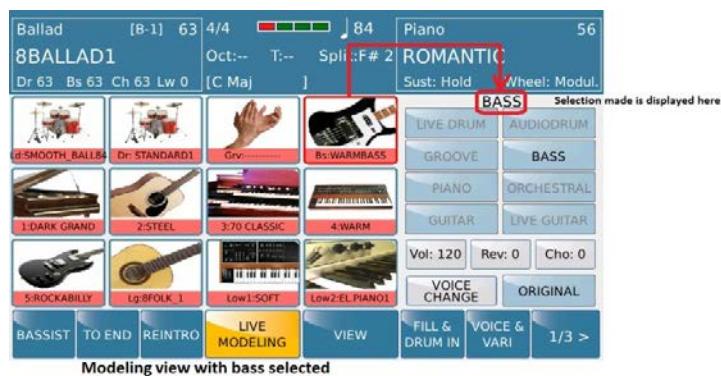 Ballad [B-1] 63
8BALLAD1
Dr 63 Bs 63 Ch 63 Lw 0
4/4 84
Oct:-- T:-- Split:F# 2
[C Maj ]
Piano 56
ROMANTIC
Sust: Hold Wheel: Modul.
BASS
Selection made is displayed here
Ld:SMOOTH_BALL84 Dr: STANDARD1 Grv:---------- Bs:WARMBASS
1:DARK GRAND 2:STEEL 3:70 CLASSIC 4:WARM
5:ROCKABILLY Lg:8FOLK_1 Low1:SOFT Low2:EL.PIANO1
LIVE DRUM AUDIODRUM
GROOVE BASS
PIANO ORCHESTRAL
GUITAR LIVE GUITAR
Vol: 120 Rev: 0 Cho: 0
VOICE
CHANGE
ORIGINAL
BASSIST
TO END
REINTRO
LIVE
MODELING
VIEW
FILL &
DRUM IN
VOICE &
VARI
1/3 >
Modeling view with bass selected